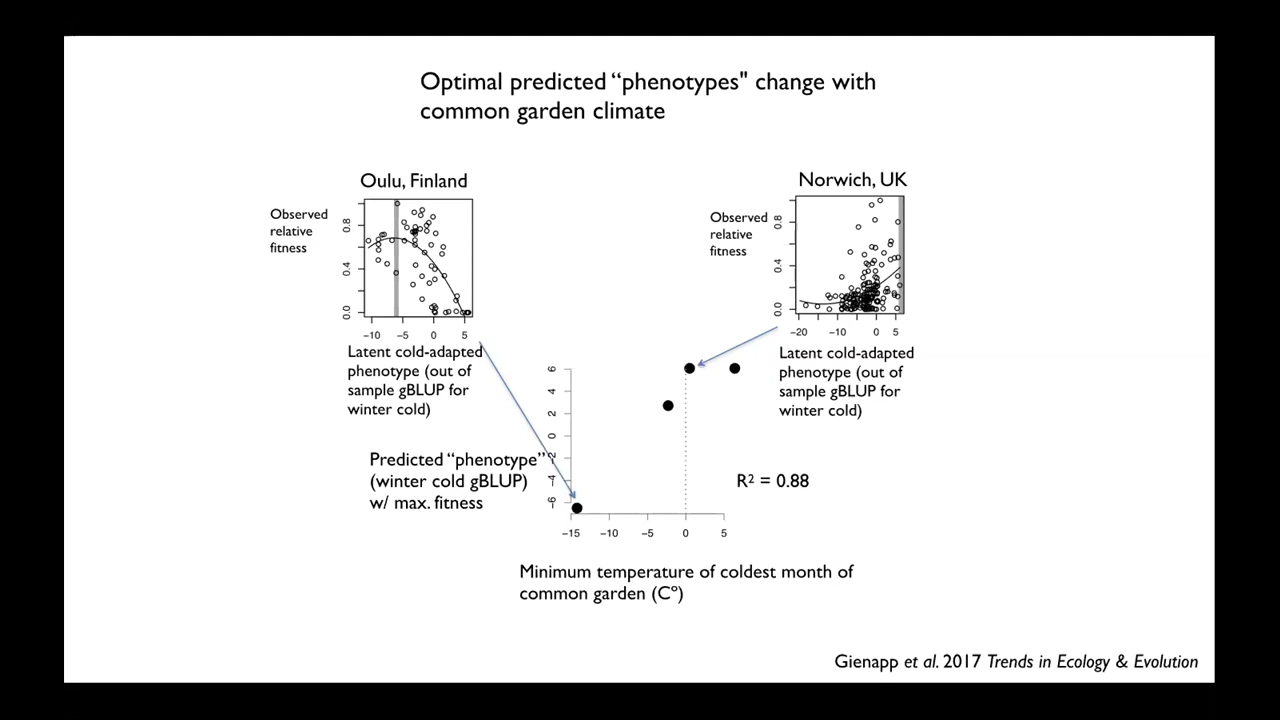 Optimal predicted “phenotypes" change with
common garden climate
Oulu, Finland
Observed
relative
fitness
0.8
0.4
0.0
−10 −5 0 5
Latent cold-adapted
phenotype (out of
sample gBLUP for
winter cold)
Norwich, UK
Observed
relative
fitness
0.8
0.4
0.0
−20 −10 0 5
Latent cold-adapted
phenotype (out of
sample gBLUP for
winter cold)
Predicted “phenotype”
(winter cold gBLUP)
w/ max. fitness
6
4
2
0
−2
−4
−6
−15 −10 −5 0 5
R² = 0.88
Minimum temperature of coldest month of
common garden (Cº)
Gienapp et al. 2017 Trends in Ecology & Evolution